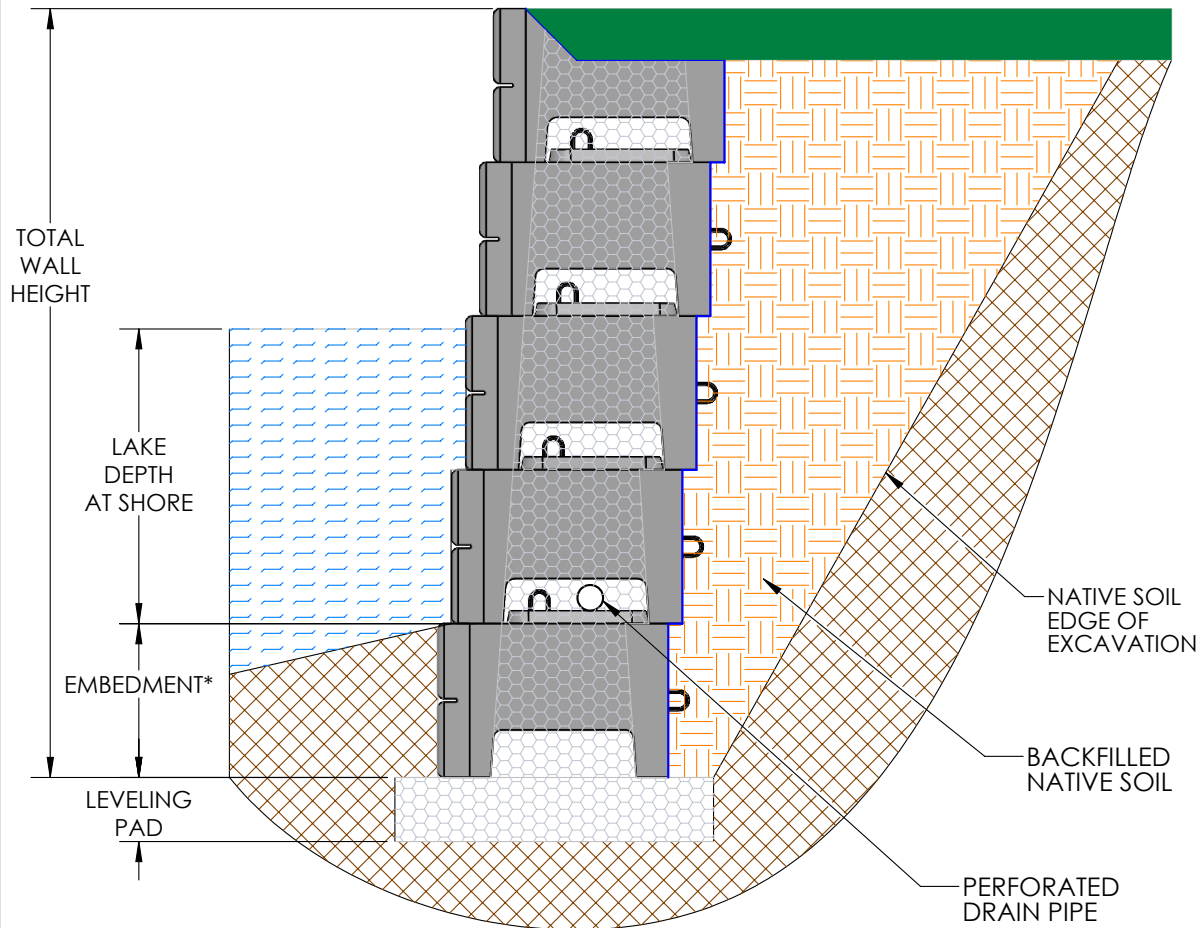 TOTAL
WALL
HEIGHT
LAKE
DEPTH
AT SHORE
EMBEDMENT*
LEVELING
PAD
NATIVE SOIL
EDGE OF
EXCAVATION
BACKFILLED
NATIVE SOIL
PERFORATED
DRAIN PIPE